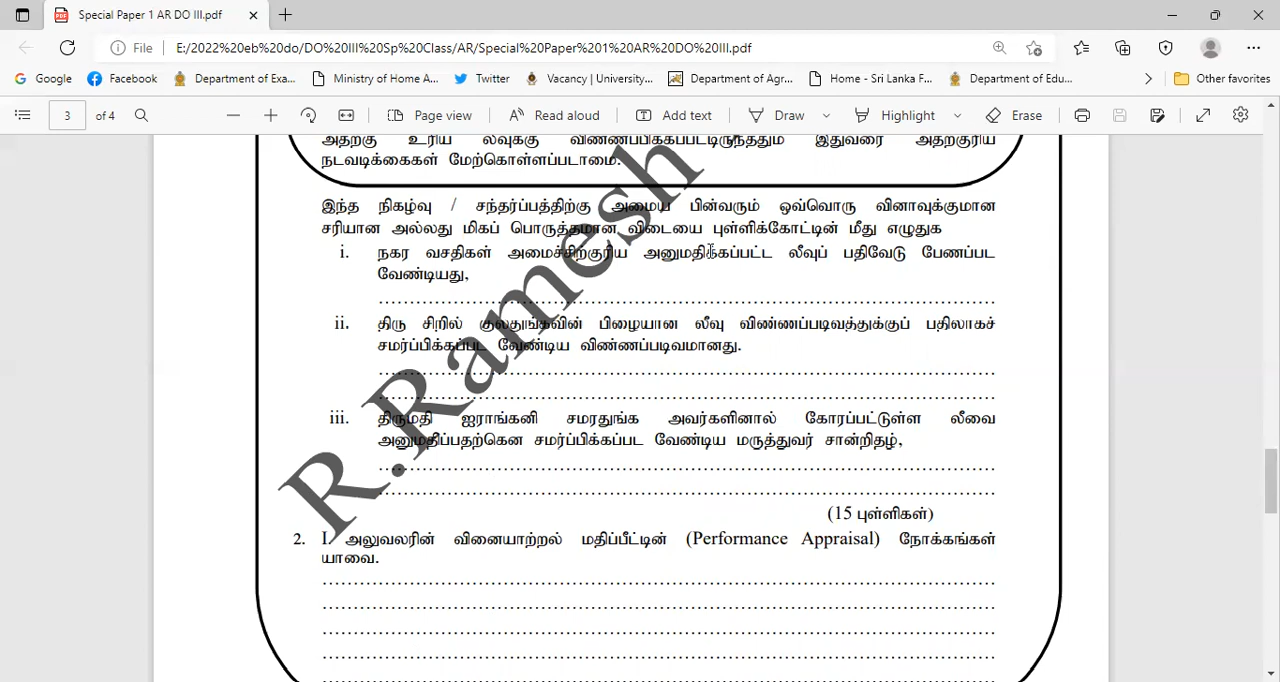 Special Paper 1 AR DO III.pdf
File E:/2022%20eb%20do/DO%20III%20Sp%20Class/AR/Special%20Paper%201%20AR%20DO%20III.pdf
Google Facebook Department of Exa... Ministry of Home A... Twitter Vacancy | University... Department of Agr... Home - Sri Lanka F... Department of Edu... Other favorites
3 of 4 Page view Read aloud Add text Draw Highlight Erase
அதற்கு உரிய லீவுக்கு விண்ணப்பிக்கப்பட்டிருந்ததும் இதுவரை அதற்குரிய
நடவடிக்கைகள் மேற்கொள்ளப்படாமை.
இந்த நிகழ்வு / சந்தர்ப்பத்திற்கு அமைய பின்வரும் ஒவ்வொரு வினாவுக்குமான
சரியான அல்லது மிகப் பொருத்தமான விடையை புள்ளிக்கோட்டின் மீது எழுதுக
i. நகர வசதிகள் அமைச்சிற்குரிய அனுமதிக்கப்பட்ட லீவுப் பதிவேடு பேணப்பட
வேண்டியது,
ii. திரு சிறில் குலதுங்கவின் பிழையான லீவு விண்ணப்படிவத்துக்குப் பதிலாகச்
சமர்ப்பிக்கப்பட வேண்டிய விண்ணப்படிவமானது.
iii. திருமதி ஐராங்கனி சமரதுங்க அவர்களினால் கோரப்பட்டுள்ள லீவை
அனுமதிப்பதற்கென சமர்ப்பிக்கப்பட வேண்டிய மருத்துவர் சான்றிதழ்,
(15 புள்ளிகள்)
2. I. அலுவலரின் வினையாற்றல் மதிப்பீட்டின் (Performance Appraisal) நோக்கங்கள்
யாவை.
R.Ramesh